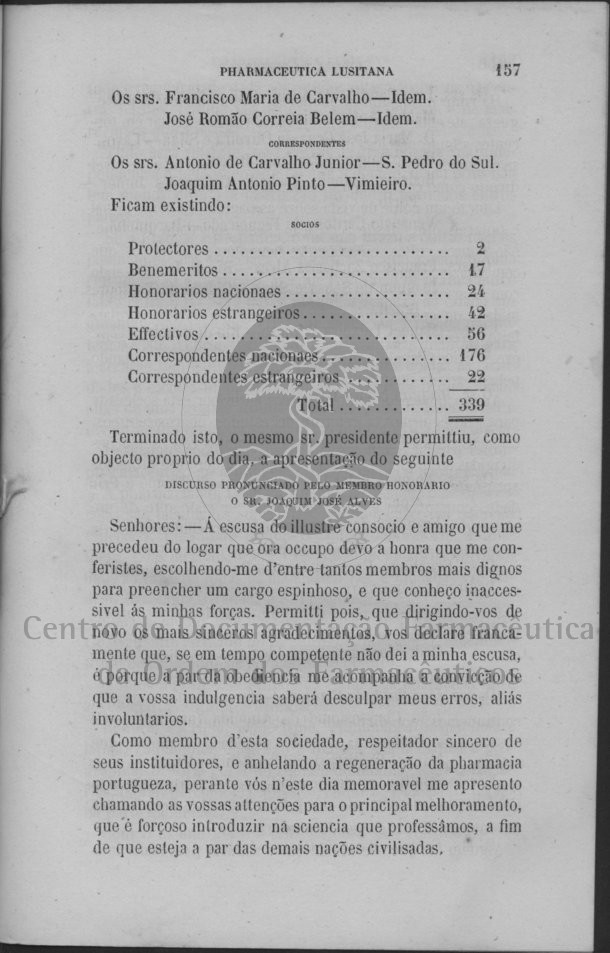 PHARMACEUTICA LUSITANA 157
Os srs. Francisco Maria de Carvalho—Idem.
José Romão Correia Belem—Idem.
CORRESPONDENTES
Os srs. Antonio de Carvalho Junior—S. Pedro do Sul.
Joaquim Antonio Pinto—Vimieiro.
Ficam existindo:
SOCIOS
Protectores ........................... 2
Benemeritos .......................... 17
Honorarios nacionaes ................... 24
Honorarios estrangeiros ................. 42
Effectivos ............................ 56
Correspondentes nacionaes ............... 176
Correspondentes estrangeiros ............ 22
Total ............. 339
Terminado isto, o mesmo sr. presidente permittiu, como
objecto proprio do dia, a apresentação do seguinte
DISCURSO PRONUNCIADO PELO MEMBRO HONORARIO
O SR. JOAQUIM JOSÉ ALVES
Senhores:—Á escusa do illustre consocio e amigo que me
precedeu do logar que ora occupo devo a honra que me con-
feristes, escolhendo-me d'entre tantos membros mais dignos
para preencher um cargo espinhoso, e que conheço inacces-
sivel ás minhas forças. Permitti pois, que dirigindo-vos de
novo os mais sinceros agradecimentos, vos declare franca-
mente que, se em tempo competente não dei a minha escusa,
é porque a par da obediencia me acompanha a convicção de
que a vossa indulgencia saberá desculpar meus erros, aliás
involuntarios.
Como membro d'esta sociedade, respeitador sincero de
seus instituidores, e anhelando a regeneração da pharmacia
portugueza, perante vós n'este dia memoravel me apresento
chamando as vossas attenções para o principal melhoramento,
que é forçoso introduzir na sciencia que professâmos, a fim
de que esteja a par das demais nações civilisadas.
Centro de Documentação Farmacêutica
da Ordem dos Farmacêuticos